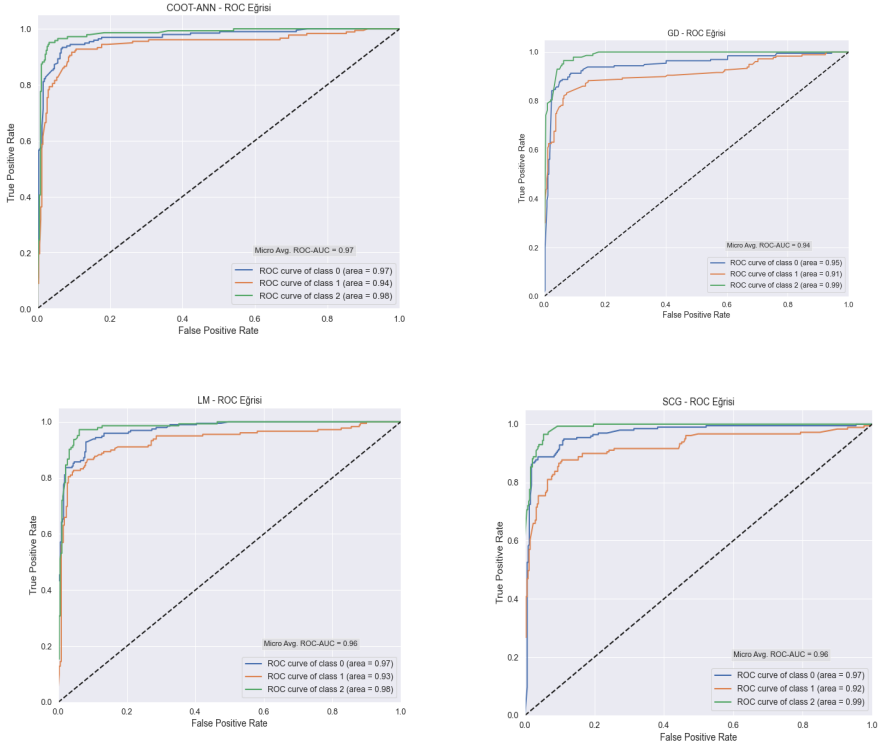 COOT-ANN - ROC Eğrisi
1.0
0.8
0.6
0.4
0.2
0.0
True Positive Rate
Micro Avg. ROC-AUC = 0.97
ROC curve of class 0 (area = 0.97)
ROC curve of class 1 (area = 0.94)
ROC curve of class 2 (area = 0.98)
0.0 0.2 0.4 0.6 0.8 1.0
False Positive Rate
GD - ROC Eğrisi
1.0
0.8
0.6
0.4
0.2
0.0
True Positive Rate
Micro Avg. ROC-AUC = 0.94
ROC curve of class 0 (area = 0.95)
ROC curve of class 1 (area = 0.91)
ROC curve of class 2 (area = 0.99)
0.0 0.2 0.4 0.6 0.8 1.0
False Positive Rate
LM - ROC Eğrisi
1.0
0.8
0.6
0.4
0.2
0.0
True Positive Rate
Micro Avg. ROC-AUC = 0.96
ROC curve of class 0 (area = 0.97)
ROC curve of class 1 (area = 0.93)
ROC curve of class 2 (area = 0.98)
0.0 0.2 0.4 0.6 0.8 1.0
False Positive Rate
SCG - ROC Eğrisi
1.0
0.8
0.6
0.4
0.2
0.0
True Positive Rate
Micro Avg. ROC-AUC = 0.96
ROC curve of class 0 (area = 0.97)
ROC curve of class 1 (area = 0.92)
ROC curve of class 2 (area = 0.99)
0.0 0.2 0.4 0.6 0.8 1.0
False Positive Rate